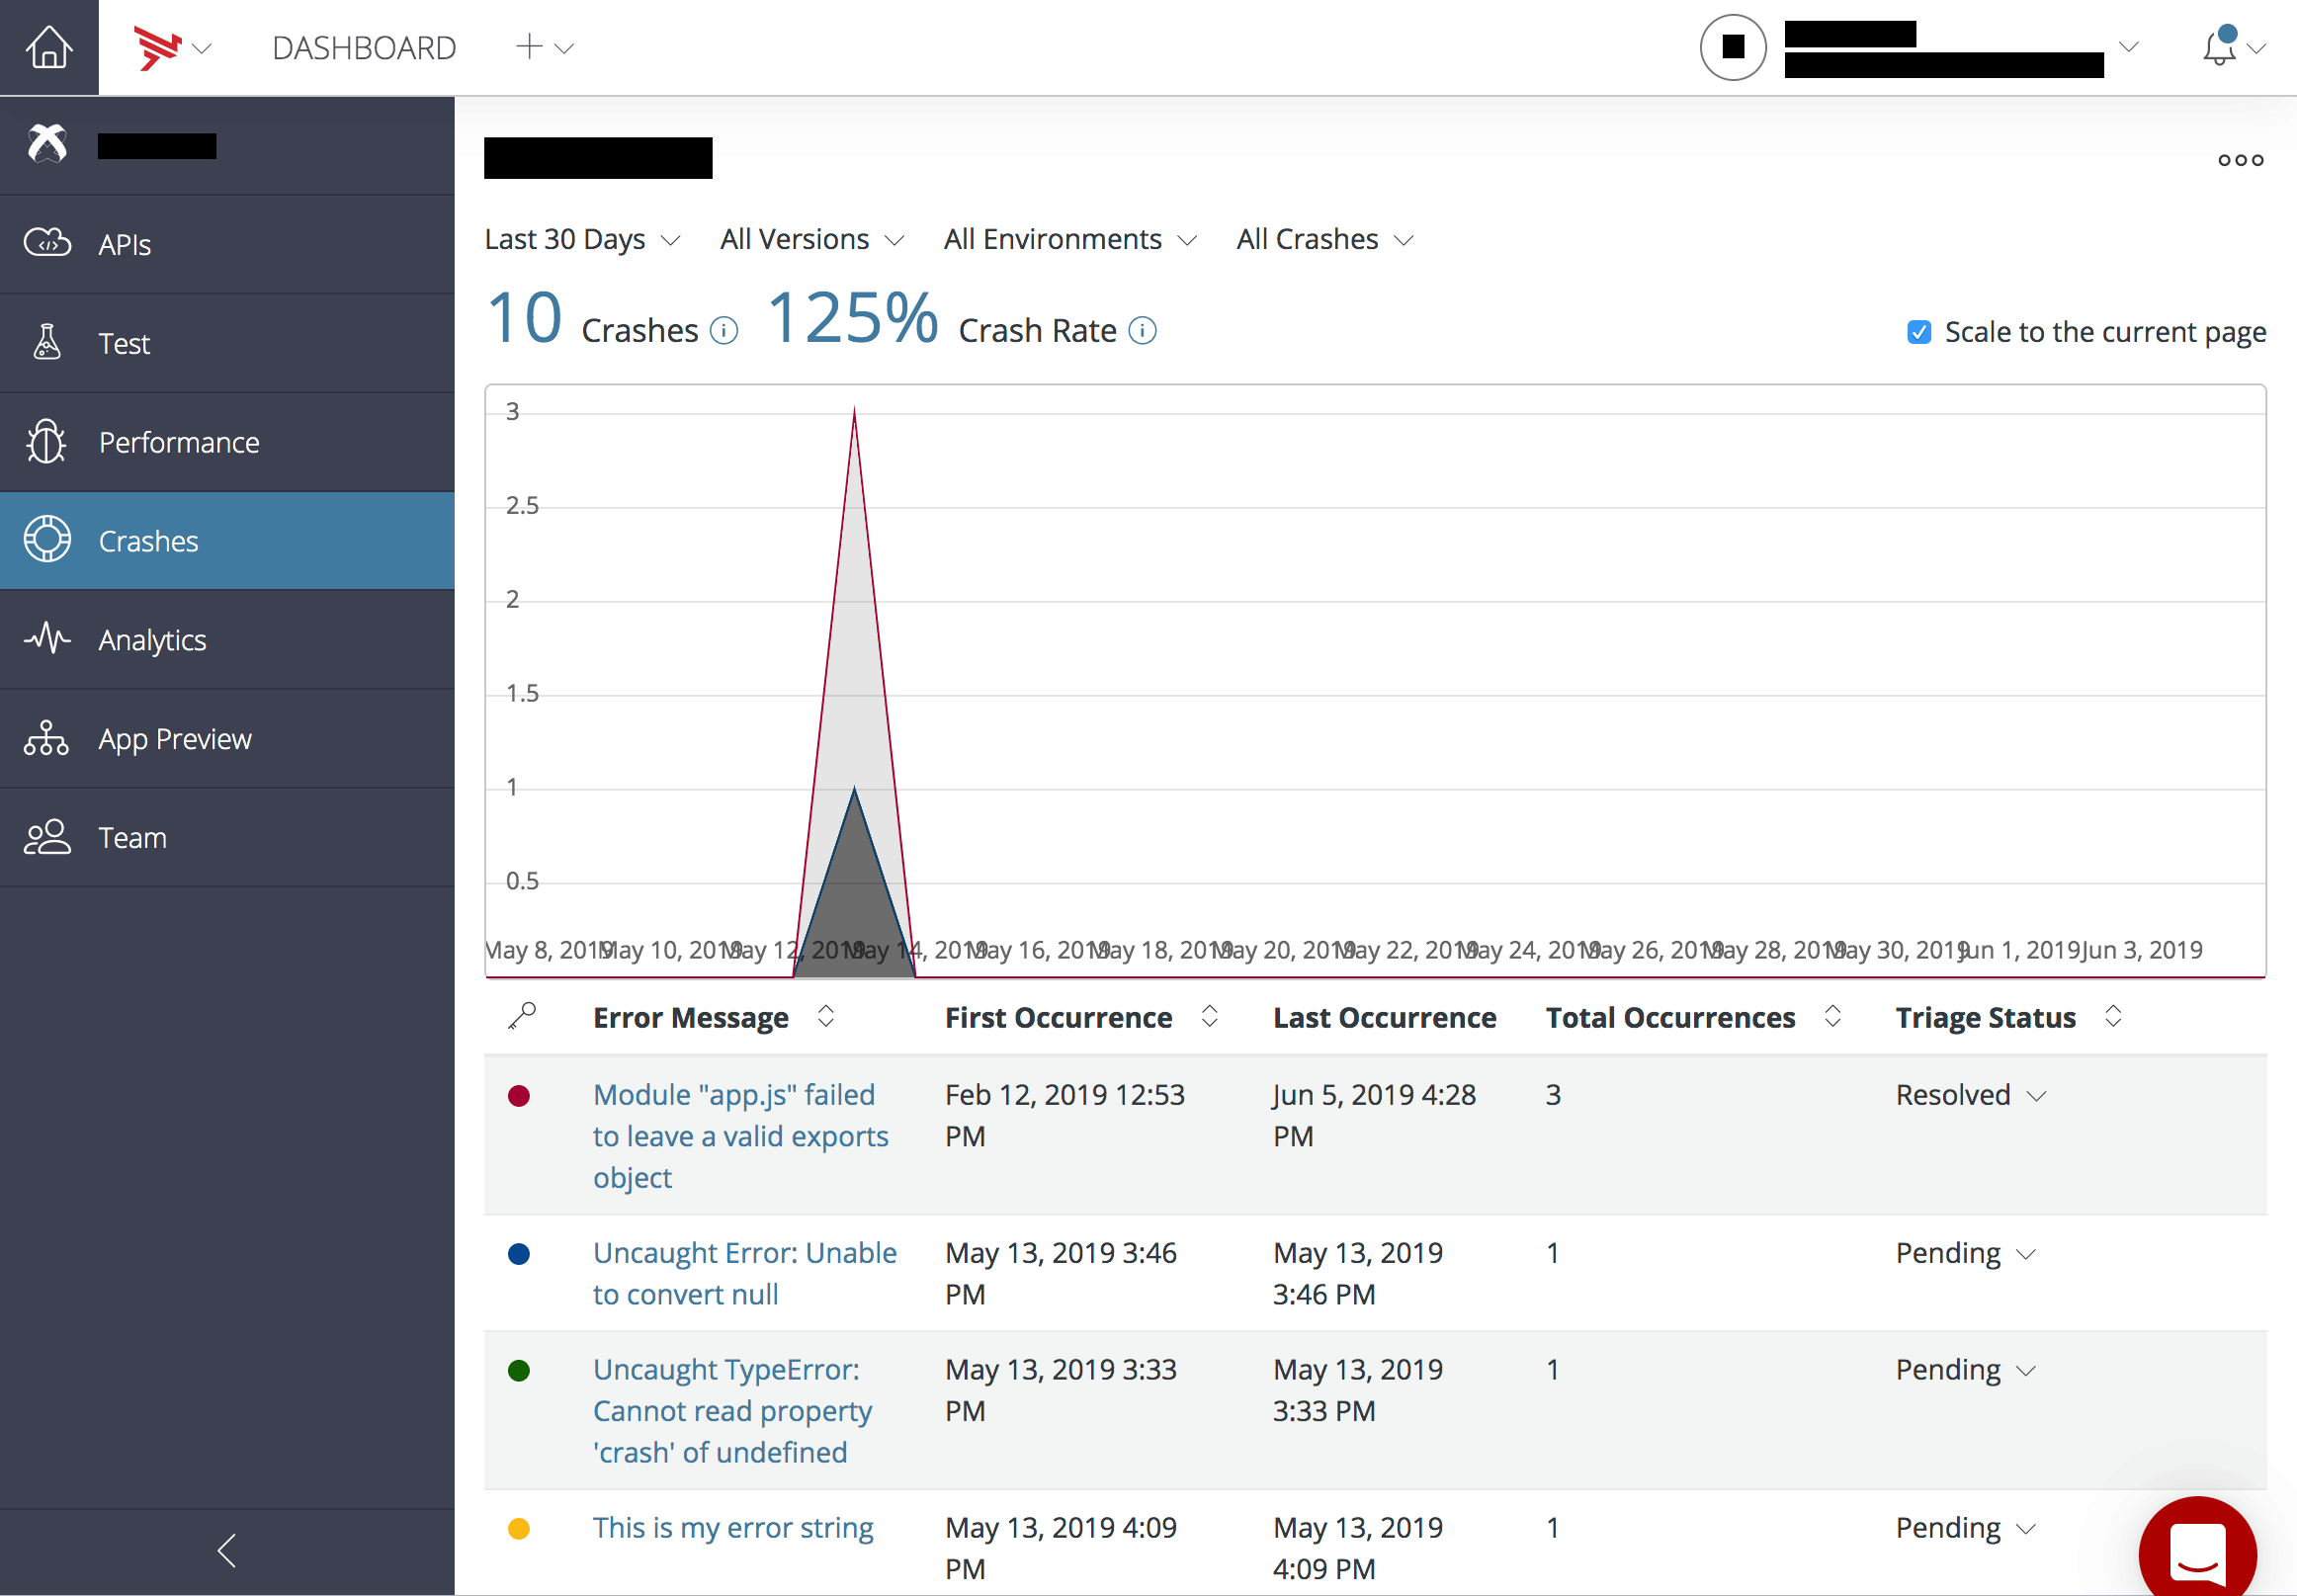 DASHBOARD
APIs
Test
Performance
Crashes
Analytics
App Preview
Team
Last 30 Days All Versions All Environments All Crashes
10 Crashes 125% Crash Rate
Scale to the current page
3
2.5
2
1.5
1
0.5
May 8, 2019 May 10, 2019 May 12, 2019 May 14, 2019 May 16, 2019 May 18, 2019 May 20, 2019 May 22, 2019 May 24, 2019 May 26, 2019 May 28, 2019 May 30, 2019 Jun 1, 2019 Jun 3, 2019
Error Message First Occurrence Last Occurrence Total Occurrences Triage Status
Module "app.js" failed Feb 12, 2019 12:53 Jun 5, 2019 4:28 3 Resolved
to leave a valid exports PM PM
object
Uncaught Error: Unable May 13, 2019 3:46 May 13, 2019 1 Pending
to convert null PM 3:46 PM
Uncaught TypeError: May 13, 2019 3:33 May 13, 2019 1 Pending
Cannot read property PM 3:33 PM
'crash' of undefined
This is my error string May 13, 2019 4:09 May 13, 2019 1 Pending
PM 4:09 PM